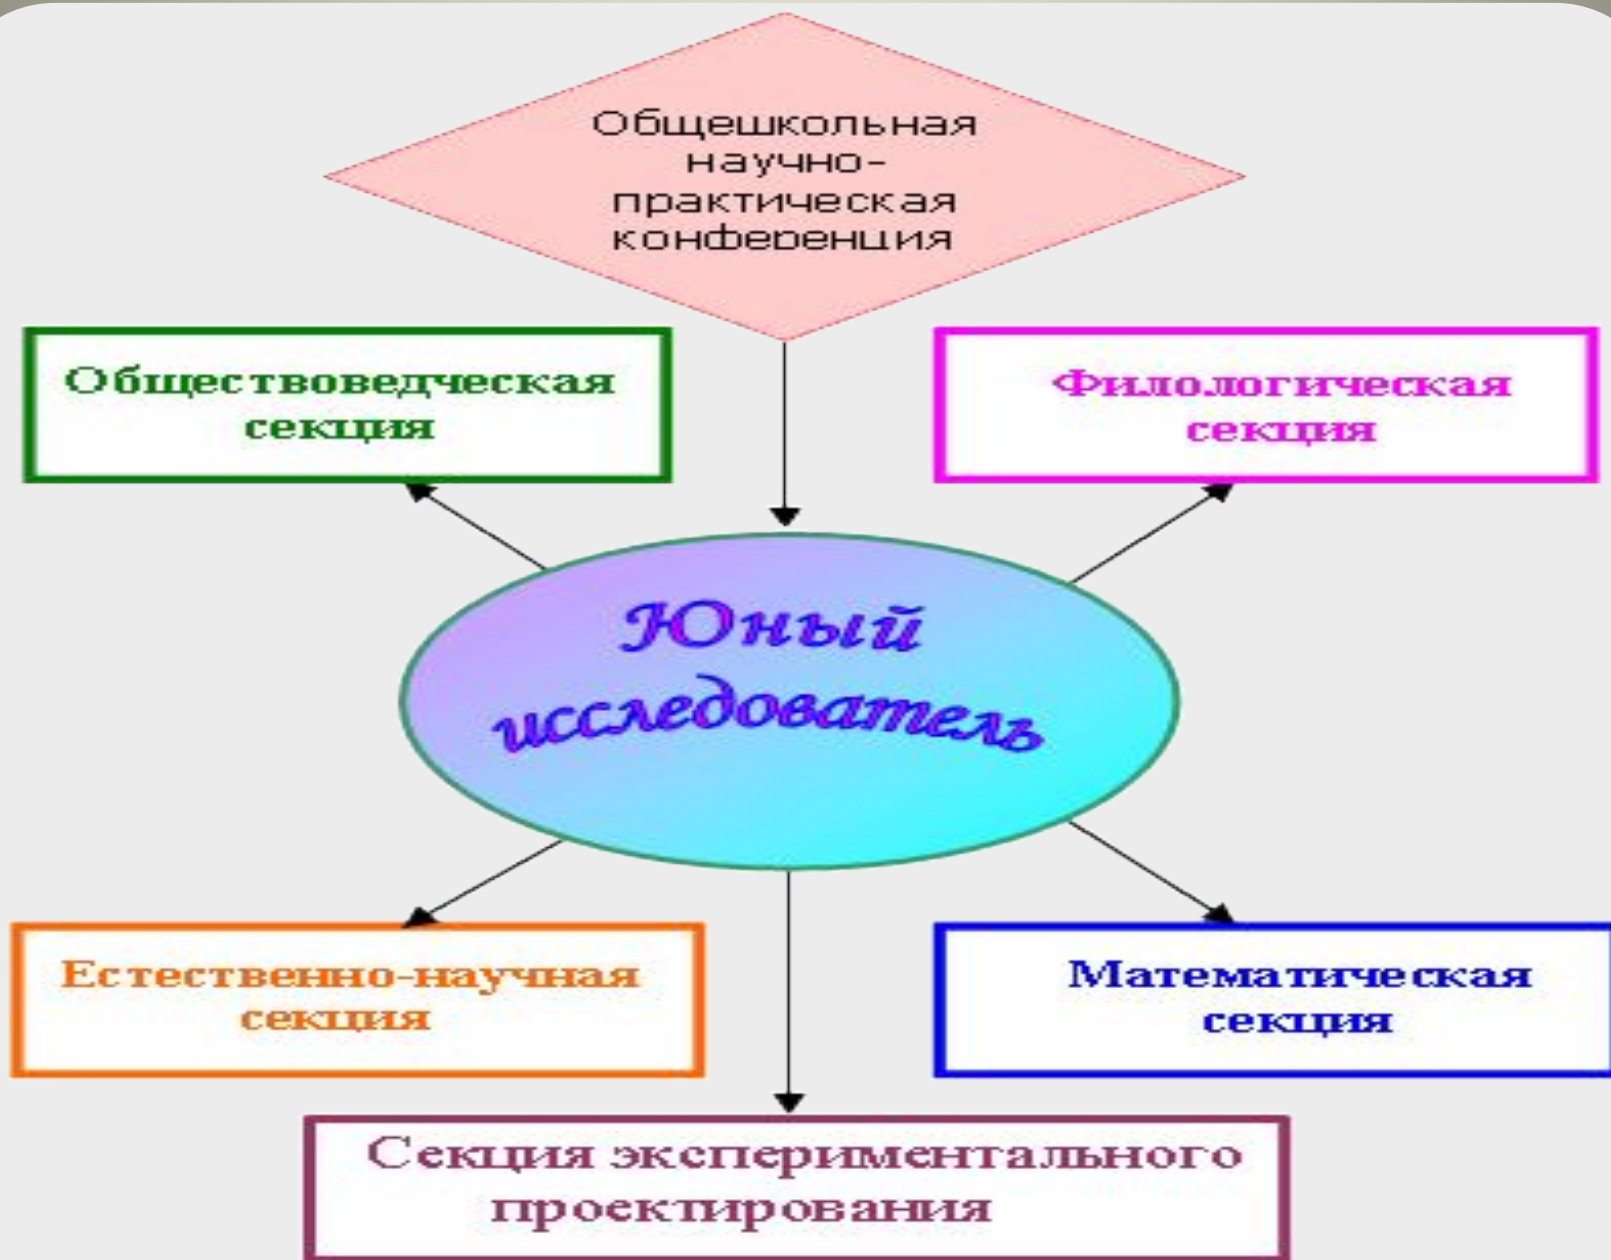 Общешкольная
научно-
практическая
конференция
Обществоведческая
секция
Филологическая
секция
Юный
исследователь
Естественно-научная
секция
Математическая
секция
Секция экспериментального
проектирования